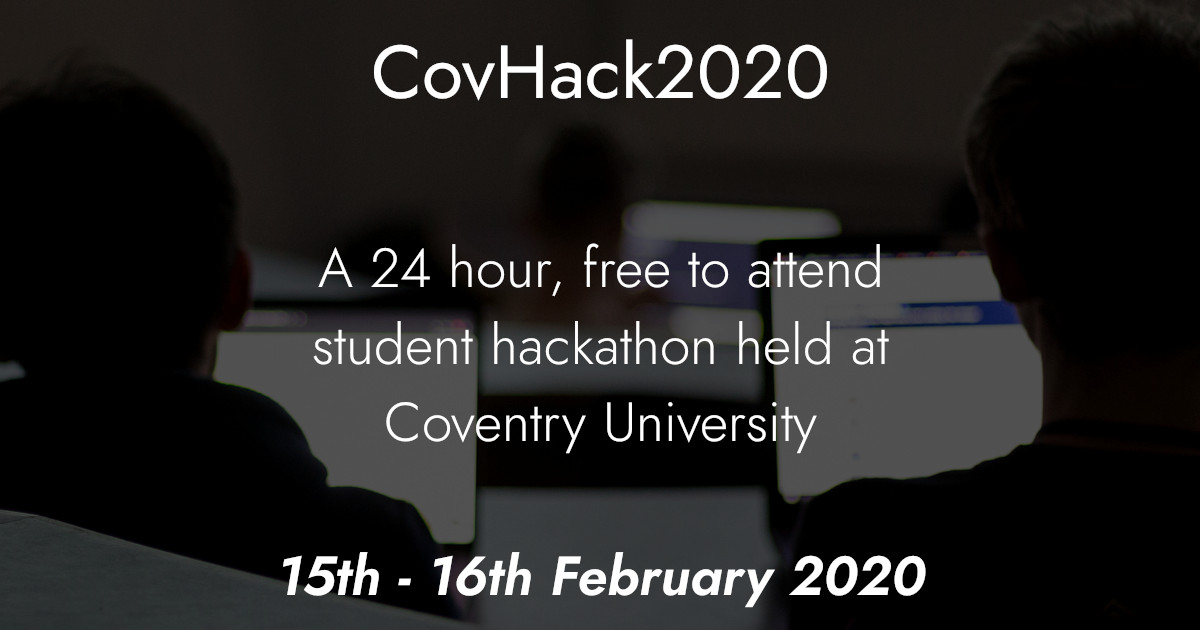 CovHack2020
A 24 hour, free to attend
student hackathon held at
Coventry University
15th - 16th February 2020